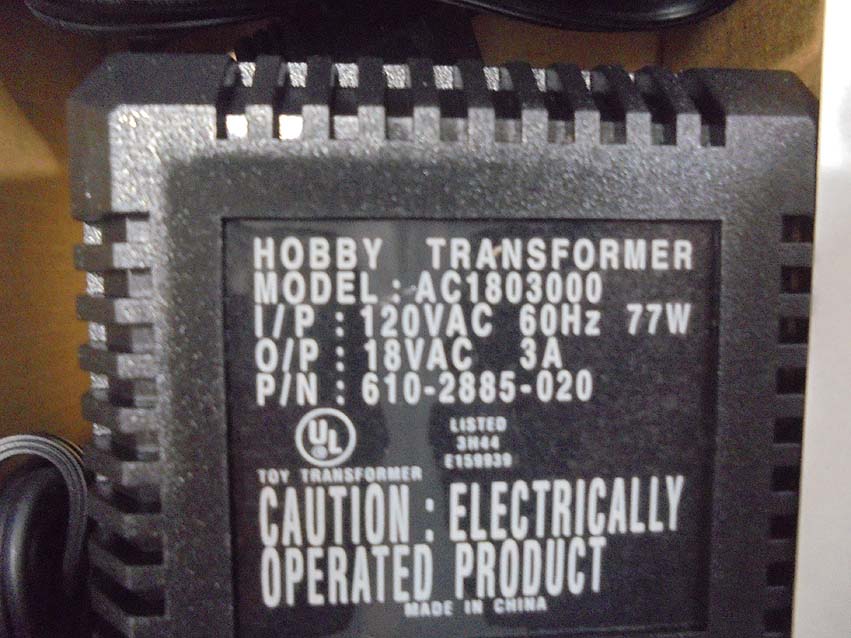 HOBBY TRANSFORMER
MODEL : AC1803000
I/P : 120VAC 60Hz 77W
O/P : 18VAC 3A
P/N : 610-2885-020
UL
LISTED
3H44
E159939
TOY TRANSFORMER
CAUTION : ELECTRICALLY
OPERATED PRODUCT
MADE IN CHINA